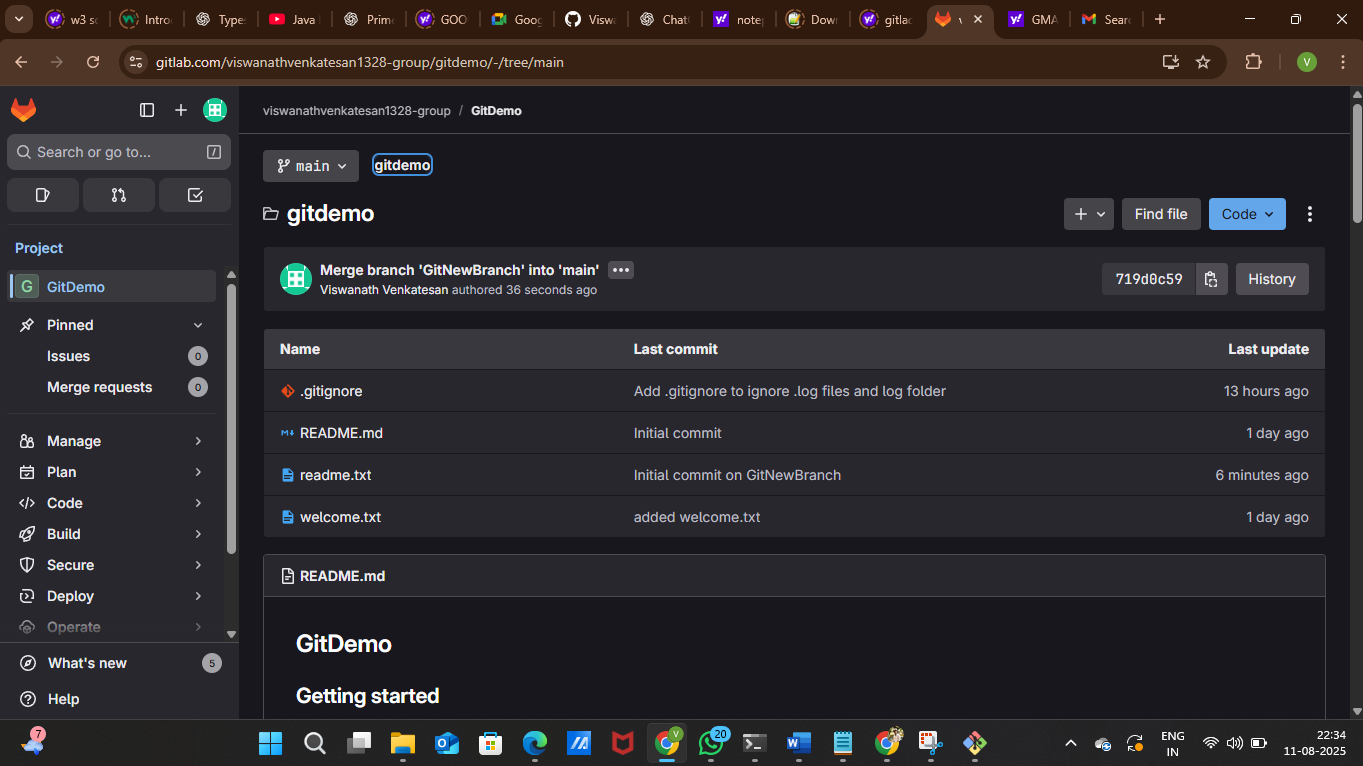 w3 s
Intro
Type
Java
Prime
GOO
Goog
Viswa
Chat
notep
Down
gitlac
v
GMA
Sear
gitlab.com/viswanathvenkatesan1328-group/gitdemo/-/tree/main
V
viswanathvenkatesan1328-group / GitDemo
Search or go to... /
main gitdemo
gitdemo
Find file Code
Project
G GitDemo
Pinned
Issues 0
Merge requests 0
Manage
Plan
Code
Build
Secure
Deploy
Operate
What's new 5
Help
Merge branch 'GitNewBranch' into 'main' •••
Viswanath Venkatesan authored 36 seconds ago
719d0c59 History
Name Last commit Last update
.gitignore Add .gitignore to ignore .log files and log folder 13 hours ago
README.md Initial commit 1 day ago
readme.txt Initial commit on GitNewBranch 6 minutes ago
welcome.txt added welcome.txt 1 day ago
README.md
GitDemo
Getting started
7
V
20
ENG
IN
22:34
11-08-2025